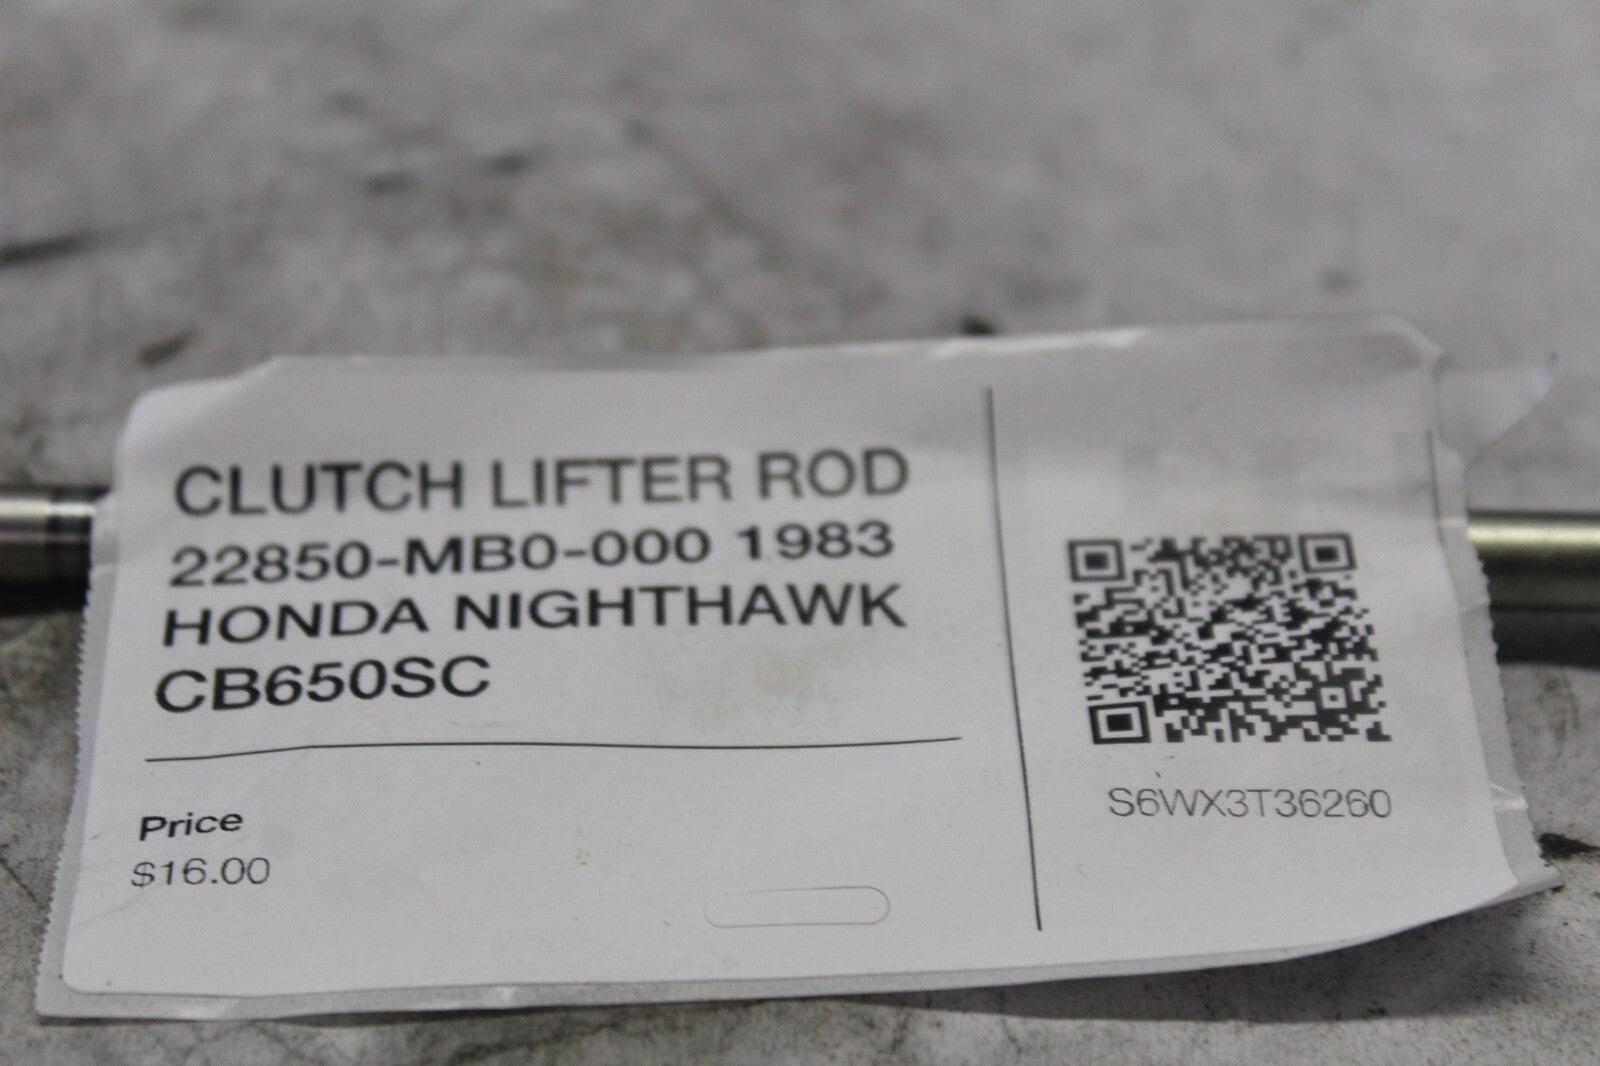 CLUTCH LIFTER ROD
22850-MB0-000 1983
HONDA NIGHTHAWK
CB650SC
Price
$16.00
S6WX3T36260